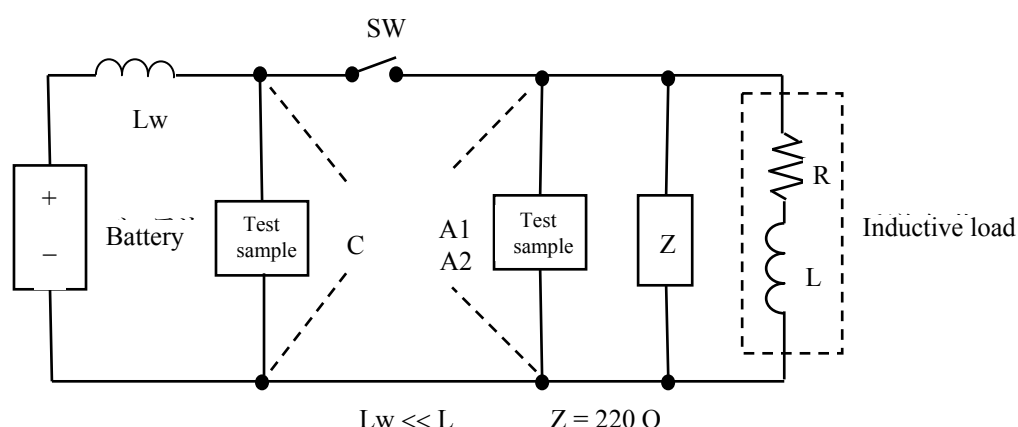 SW
Lw
+
−
Battery
Test
sample
C
A1
A2
Test
sample
Z
R
L
Inductive load
Lw << L
Z = 220 Ω